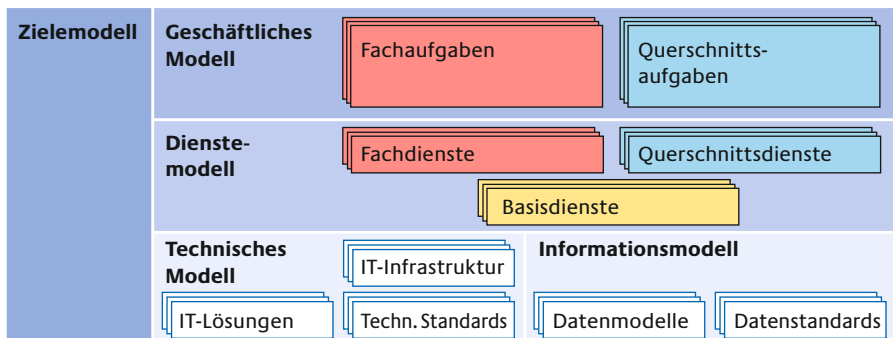 Zielemodell
Geschäftliches
Modell
Fachaufgaben
Querschnitts-
aufgaben
Dienste-
modell
Fachdienste
Querschnittsdienste
Basisdienste
Technisches
Modell
IT-Infrastruktur
IT-Lösungen
Techn. Standards
Informationsmodell
Datenmodelle
Datenstandards